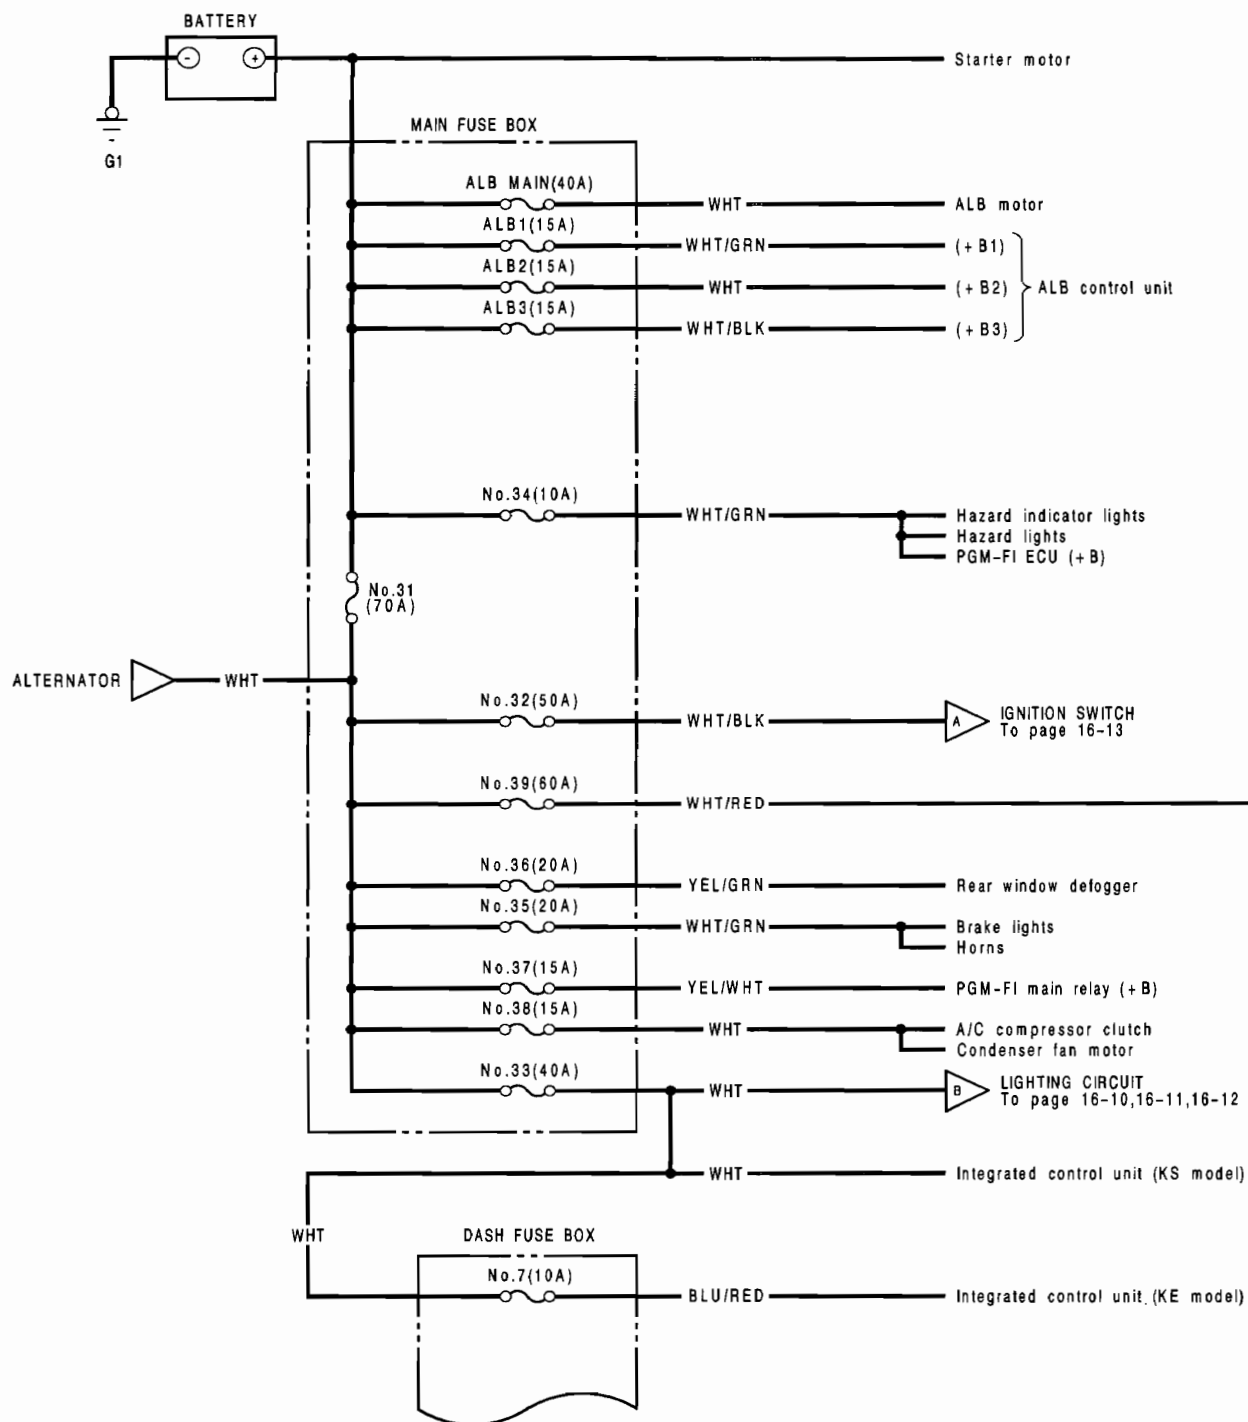 BATTERY
- +
Starter motor
G1
MAIN FUSE BOX
ALB MAIN(40A)
WHT
ALB motor
ALB1(15A)
WHT/GRN
(+B1)
ALB2(15A)
WHT
(+B2)
ALB control unit
ALB3(15A)
WHT/BLK
(+B3)
No.34(10A)
WHT/GRN
Hazard indicator lights
Hazard lights
PGM-FI ECU (+B)
No.31
(70A)
ALTERNATOR
WHT
No.32(50A)
WHT/BLK
A
IGNITION SWITCH
To page 16-13
No.39(60A)
WHT/RED
No.36(20A)
YEL/GRN
Rear window defogger
No.35(20A)
WHT/GRN
Brake lights
Horns
No.37(15A)
YEL/WHT
PGM-FI main relay (+B)
No.38(15A)
WHT
A/C compressor clutch
Condenser fan motor
No.33(40A)
WHT
B
LIGHTING CIRCUIT
To page 16-10,16-11,16-12
WHT
Integrated control unit (KS model)
WHT
DASH FUSE BOX
No.7(10A)
BLU/RED
Integrated control unit.(KE model)